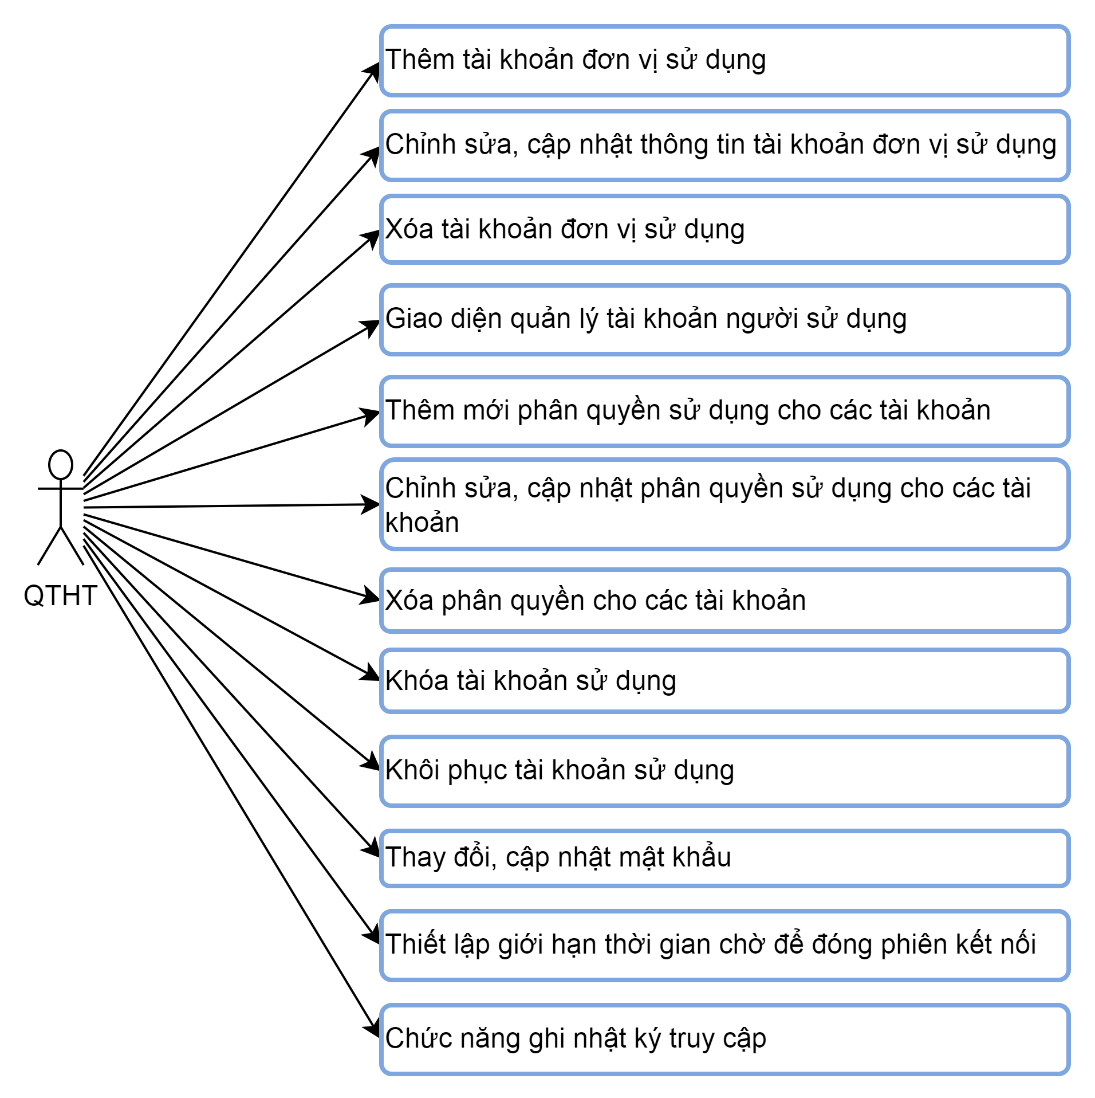 Thêm tài khoản đơn vị sử dụng
Chỉnh sửa, cập nhật thông tin tài khoản đơn vị sử dụng
Xóa tài khoản đơn vị sử dụng
Giao diện quản lý tài khoản người sử dụng
Thêm mới phân quyền sử dụng cho các tài khoản
Chỉnh sửa, cập nhật phân quyền sử dụng cho các tài
khoản
QTHT
Xóa phân quyền cho các tài khoản
Khóa tài khoản sử dụng
Khôi phục tài khoản sử dụng
Thay đổi, cập nhật mật khẩu
Thiết lập giới hạn thời gian chờ để đóng phiên kết nối
Chức năng ghi nhật ký truy cập